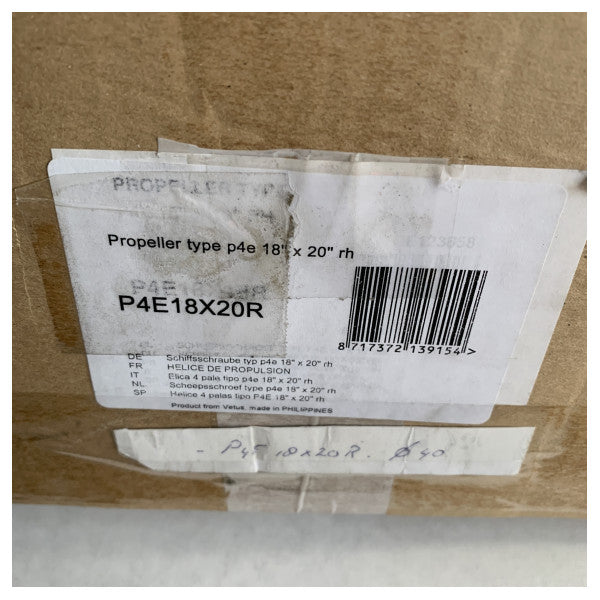 PROPELLER TYPE
Propeller type p4e 18" x 20" rh
P4E18X20R
8 717372 139154 >
DE Schiffsschraube typ p4e 18" x 20" rh
FR HELICE DE PROPULSION
IT Elica 4 pale tipo p4e 18" x 20" rh
NL Scheepsschroef type p4e 18" x 20" rh
SP Helice 4 palas tipo P4E 18" x 20" rh
Product from Vetus, made in PHILIPPINES
- P4E 18x20R. Ø40